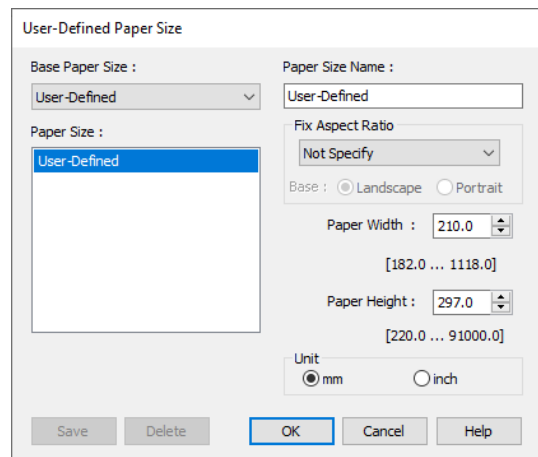 User-Defined Paper Size
Base Paper Size :
User-Defined
Paper Size :
User-Defined
Paper Size Name :
User-Defined
Fix Aspect Ratio
Not Specify
Base : Landscape Portrait
Paper Width : 210.0
[182.0 ... 1118.0]
Paper Height : 297.0
[220.0 ... 91000.0]
Unit
mm inch
Save Delete OK Cancel Help